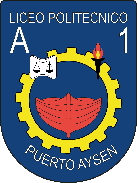 LICEO POLITECNICO
A 1
PUERTO AYSEN